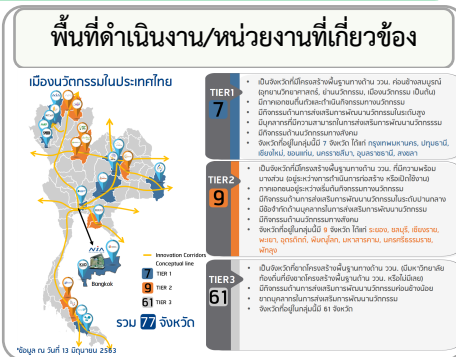 พื้นที่ดำเนินงาน/หน่วยงานที่เกี่ยวข้อง
เมืองนวัตกรรมในประเทศไทย
NIA
Bangkok
Innovation Corridors
Conceptual line
7 TIER 1
9 TIER 2
61 TIER 3
รวม 77 จังหวัด
*ข้อมูล ณ วันที่ 13 มิถุนายน 2563
TIER1
7
• เป็นจังหวัดที่มีโครงสร้างพื้นฐานทางด้าน ววน. ค่อนข้างสมบูรณ์
(อุทยานวิทยาศาสตร์, ย่านนวัตกรรม, เมืองนวัตกรรม เป็นต้น)
• มีภาคเอกชนตื่นตัวและดำเนินกิจกรรมทางนวัตกรรม
• มีกิจกรรมด้านการส่งเสริมการพัฒนานวัตกรรมในระดับสูง
• มีบุคลากรที่มีความสามารถในการส่งเสริมการพัฒนานวัตกรรม
• มีกิจกรรมด้านนวัตกรรมทางสังคม
• จังหวัดที่อยู่ในกลุ่มนี้มี 7 จังหวัด ได้แก่ กรุงเทพมหานคร, ปทุมธานี,
เชียงใหม่, ขอนแก่น, นครราชสีมา, อุบลราชธานี, สงขลา
TIER2
9
• เป็นจังหวัดที่มีโครงสร้างพื้นฐานทางด้าน ววน. ที่มีความพร้อม
บางส่วน (อยู่ระหว่างการดำเนินการก่อสร้าง หรือเปิดใช้งาน)
• ภาคเอกชนอยู่ระหว่างเริ่มต้นกิจกรรมทางนวัตกรรม
• มีกิจกรรมด้านการส่งเสริมการพัฒนานวัตกรรมในระดับปานกลาง
• มีข้อจำกัดด้านบุคลากรในการส่งเสริมการพัฒนานวัตกรรม
• มีกิจกรรมด้านนวัตกรรมทางสังคม
• จังหวัดที่อยู่ในกลุ่มนี้มี 9 จังหวัด ได้แก่ ระยอง, ชลบุรี, เชียงราย,
พะเยา, อุตรดิตถ์, พิษณุโลก, มหาสารคาม, นครศรีธรรมราช,
พัทลุง
TIER3
61
• เป็นจังหวัดที่ขาดโครงสร้างพื้นฐานทางด้าน ววน. (มีมหาวิทยาลัย
ท้องถิ่นที่ยังขาดโครงสร้างพื้นฐานด้าน ววน. หรือไม่มีเลย)
• มีกิจกรรมด้านการส่งเสริมการพัฒนานวัตกรรมค่อนข้างน้อย
• ขาดบุคลากรในการส่งเสริมการพัฒนานวัตกรรม
• จังหวัดที่อยู่ในกลุ่มนี้มี 61 จังหวัด